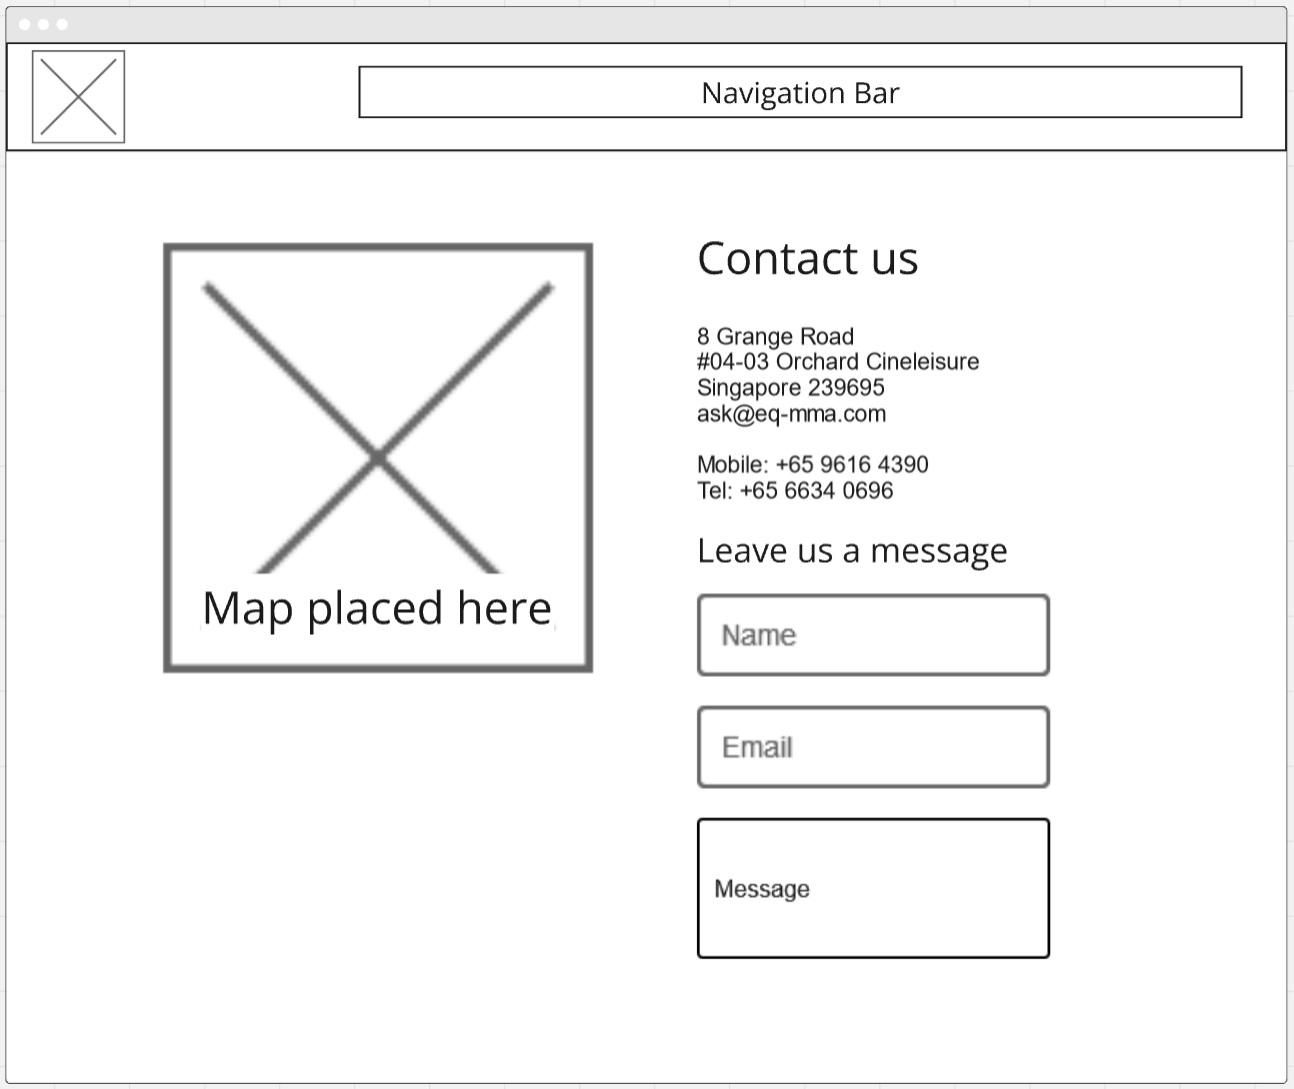 Navigation Bar
Contact us
8 Grange Road
#04-03 Orchard Cineleisure
Singapore 239695
ask@eq-mma.com
Mobile: +65 9616 4390
Tel: +65 6634 0696
Map placed here
Leave us a message
Name
Email
Message